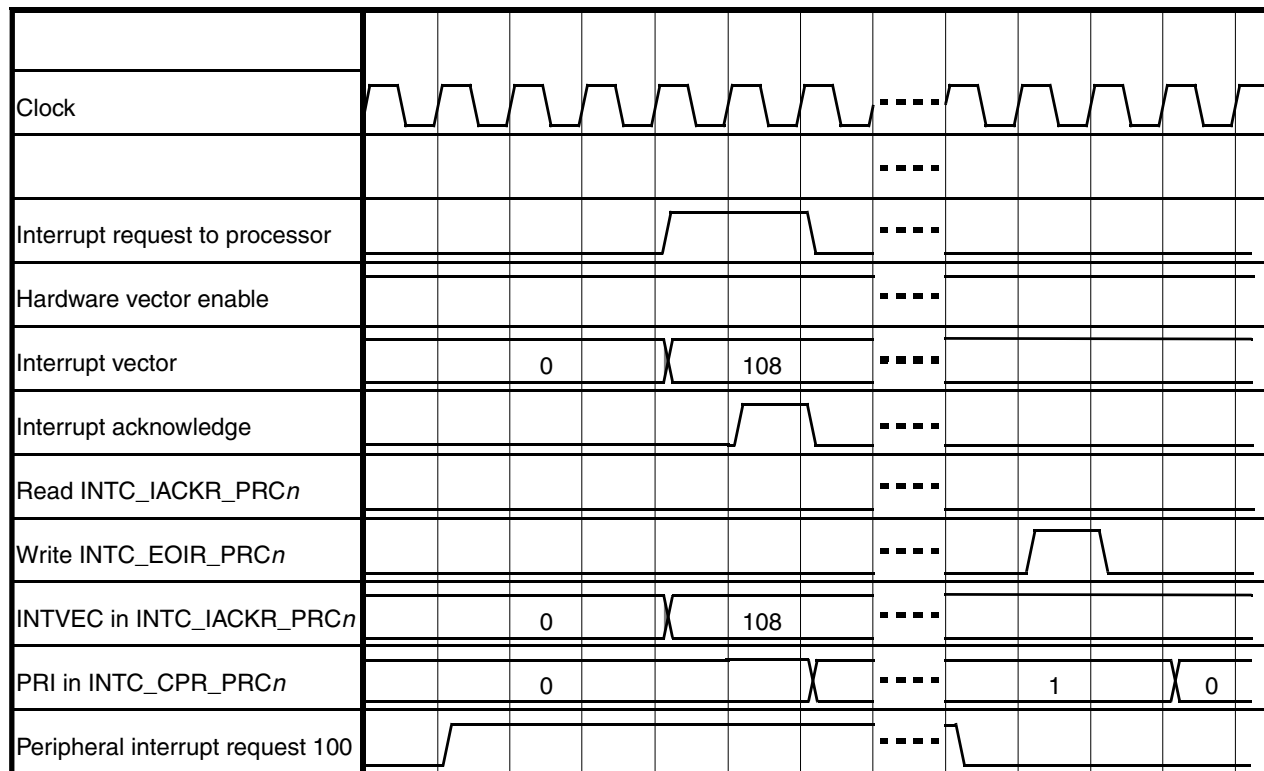 Clock
Interrupt request to processor
Hardware vector enable
Interrupt vector 0 108
Interrupt acknowledge
Read INTC_IACKR_PRCn
Write INTC_EOIR_PRCn
INTVEC in INTC_IACKR_PRCn 0 108
PRI in INTC_CPR_PRCn 0 1 0
Peripheral interrupt request 100